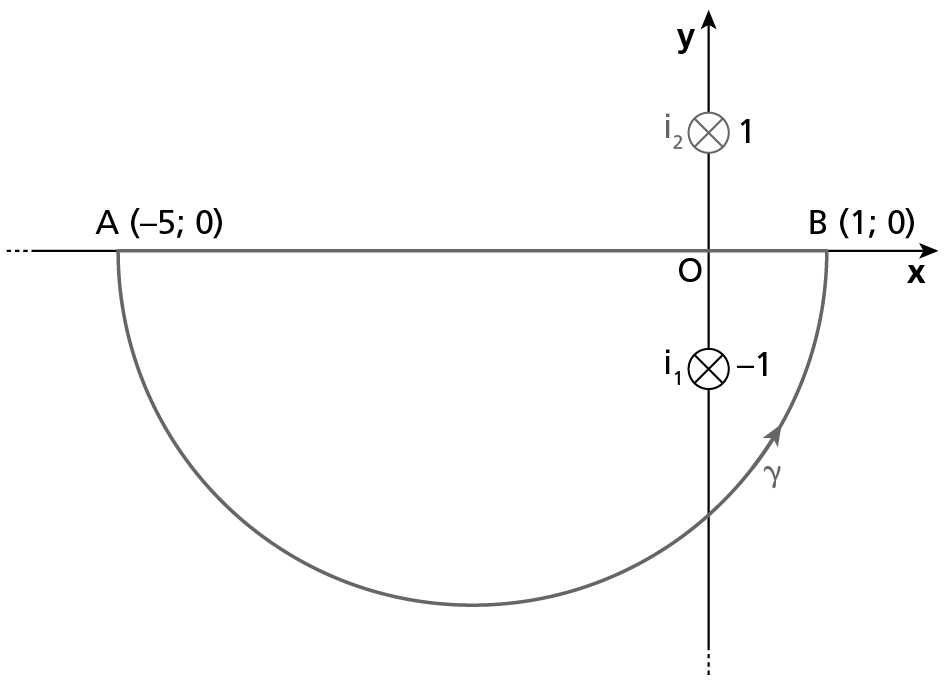 y
i₂ 1
A (–5; 0) B (1; 0)
O x
i₁ –1
γ